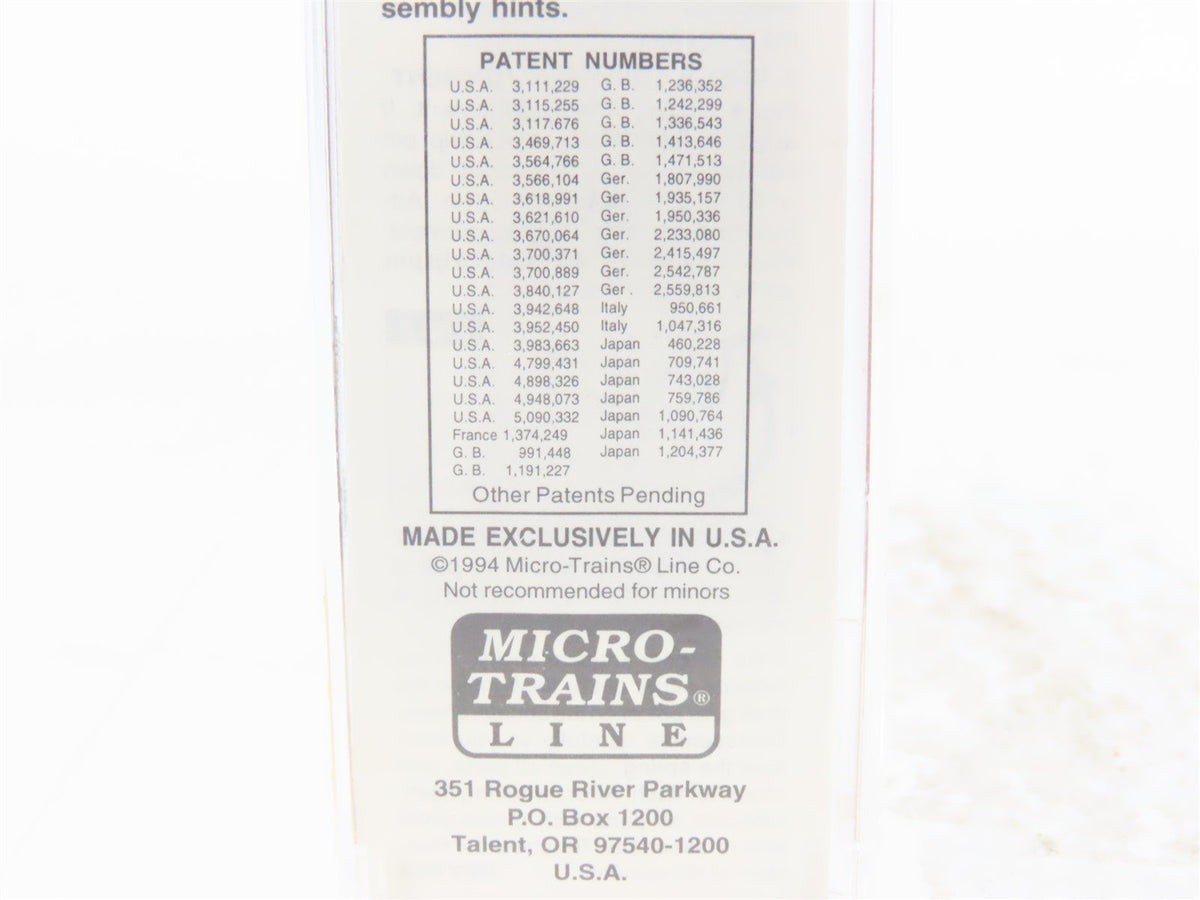 sembly hints.
PATENT NUMBERS
U.S.A. 3,111,229 G. B. 1,236,352
U.S.A. 3,115,255 G. B. 1,242,299
U.S.A. 3,117.676 G. B. 1,336,543
U.S.A. 3,469,713 G. B. 1,413,646
U.S.A. 3,564,766 G. B. 1,471,513
U.S.A. 3,566,104 Ger. 1,807,990
U.S.A. 3,618,991 Ger. 1,935,157
U.S.A. 3,621,610 Ger. 1,950,336
U.S.A. 3,670,064 Ger. 2,233,080
U.S.A. 3,700,371 Ger. 2,415,497
U.S.A. 3,700,889 Ger. 2,542,787
U.S.A. 3,840,127 Ger . 2,559,813
U.S.A. 3,942,648 Italy 950,661
U.S.A. 3,952,450 Italy 1,047,316
U.S.A. 3,983,663 Japan 460,228
U.S.A. 4,799,431 Japan 709,741
U.S.A. 4,898,326 Japan 743,028
U.S.A. 4,948,073 Japan 759,786
U.S.A. 5,090,332 Japan 1,090,764
France 1,374,249 Japan 1,141,436
G. B. 991,448 Japan 1,204,377
G. B. 1,191,227
Other Patents Pending
MADE EXCLUSIVELY IN U.S.A.
©1994 Micro-Trains® Line Co.
Not recommended for minors
MICRO-
TRAINS®
LINE
351 Rogue River Parkway
P.O. Box 1200
Talent, OR 97540-1200
U.S.A.